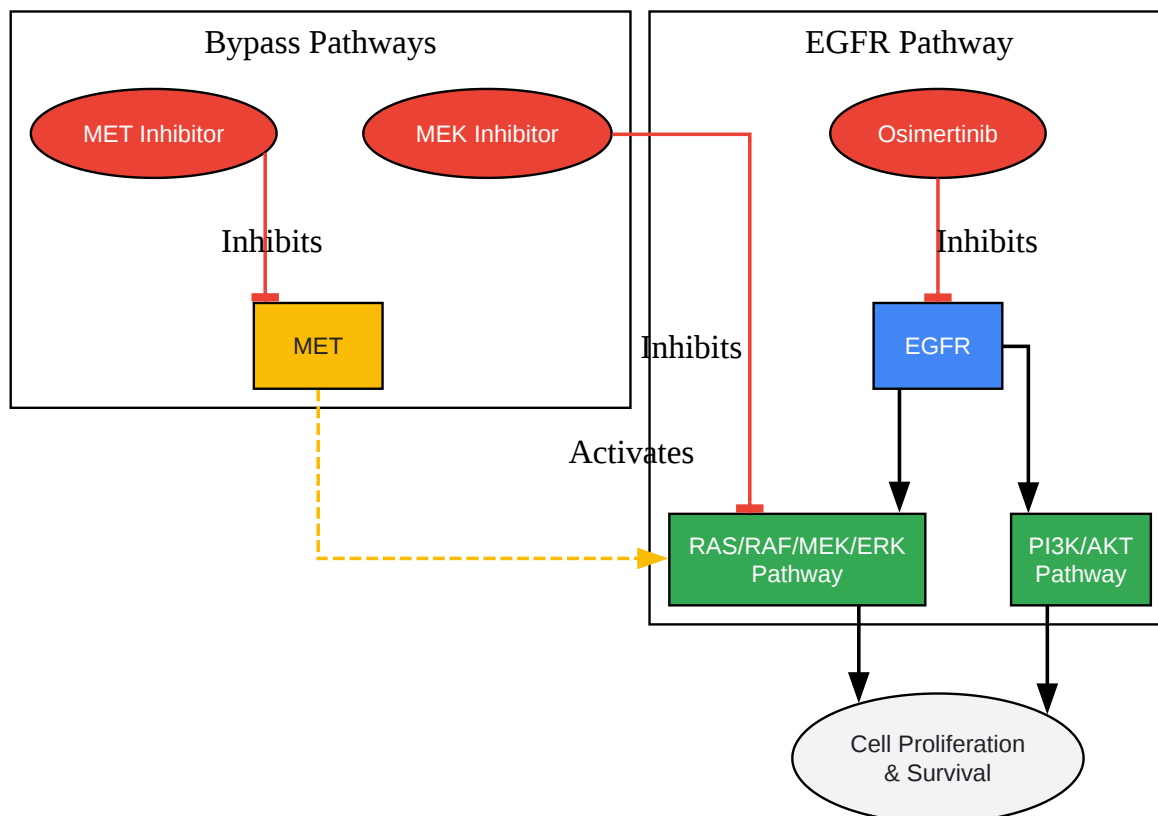 Bypass Pathways
EGFR Pathway
MET Inhibitor
MEK Inhibitor
Osimertinib
Inhibits
Inhibits
MET
Inhibits
EGFR
Activates
RAS/RAF/MEK/ERK
Pathway
PI3K/AKT
Pathway
Cell Proliferation
& Survival